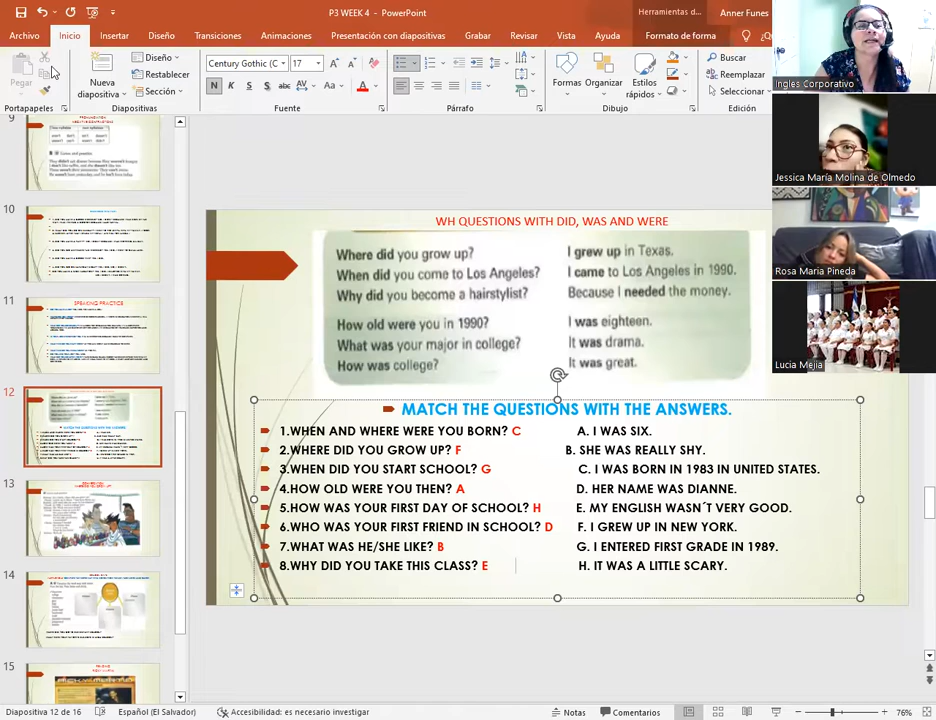 P3 WEEK 4 - PowerPoint
Herramientas d...
Anner Funes
Archivo Inicio Insertar Diseño Transiciones Animaciones Presentación con diapositivas Grabar Revisar Vista Ayuda Formato de forma
Pegar
Nueva diapositiva
Diseño
Restablecer
Sección
Century Gothic (C 17
N K S abc AV Aa A
Formas Organizar Estilos rápidos
Buscar
Reemplazar
Seleccionar
Portapapeles Diapositivas Fuente Párrafo Dibujo Edición
Ingles Corporativo
Jessica María Molina de Olmedo
Rosa Maria Pineda
Lucia Mejia
9
10
11
12
13
14
15
WH QUESTIONS WITH DID, WAS AND WERE
Where did you grow up? I grew up in Texas.
When did you come to Los Angeles? I came to Los Angeles in 1990.
Why did you become a hairstylist? Because I needed the money.
How old were you in 1990? I was eighteen.
What was your major in college? It was drama.
How was college? It was great.
MATCH THE QUESTIONS WITH THE ANSWERS.
1.WHEN AND WHERE WERE YOU BORN? C A. I WAS SIX.
2.WHERE DID YOU GROW UP? F B. SHE WAS REALLY SHY.
3.WHEN DID YOU START SCHOOL? G C. I WAS BORN IN 1983 IN UNITED STATES.
4.HOW OLD WERE YOU THEN? A D. HER NAME WAS DIANNE.
5.HOW WAS YOUR FIRST DAY OF SCHOOL? H E. MY ENGLISH WASN´T VERY GOOD.
6.WHO WAS YOUR FIRST FRIEND IN SCHOOL? D F. I GREW UP IN NEW YORK.
7.WHAT WAS HE/SHE LIKE? B G. I ENTERED FIRST GRADE IN 1989.
8.WHY DID YOU TAKE THIS CLASS? E H. IT WAS A LITTLE SCARY.
Diapositiva 12 de 16 Español (El Salvador) Accesibilidad: es necesario investigar Notas Comentarios 76%